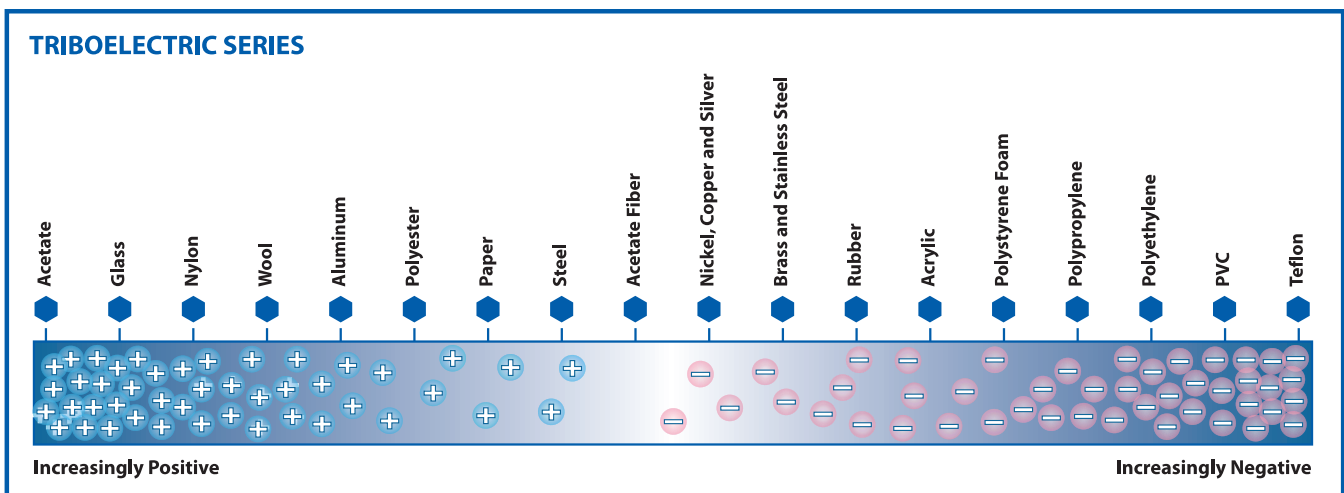 TRIBOELECTRIC SERIES
Acetate
Glass
Nylon
Wool
Aluminum
Polyester
Paper
Steel
Acetate Fiber
Nickel, Copper and Silver
Brass and Stainless Steel
Rubber
Acrylic
Polystyrene Foam
Polypropylene
Polyethylene
PVC
Teflon
Increasingly Positive
Increasingly Negative